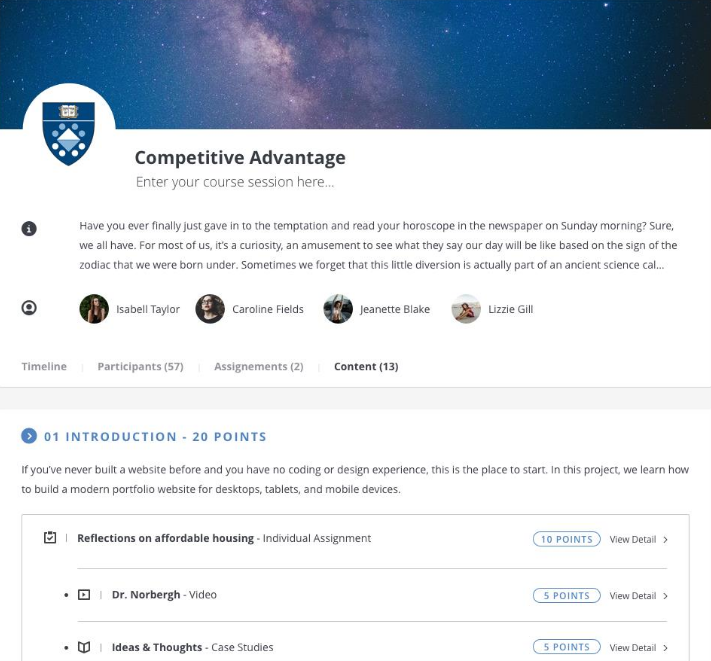 Competitive Advantage
Enter your course session here...
Have you ever finally just gave in to the temptation and read your horoscope in the newspaper on Sunday morning? Sure,
we all have. For most of us, it's a curiosity, an amusement to see what they say our day will be like based on the sign of the
zodiac that we were born under. Sometimes we forget that this little diversion is actually part of an ancient science cal...
Isabell Taylor Caroline Fields Jeanette Blake Lizzie Gill
Timeline | Participants (57) | Assignements (2) | Content (13)
01 INTRODUCTION - 20 POINTS
If you've never built a website before and you have no coding or design experience, this is the place to start. In this project, we learn how
to build a modern portfolio website for desktops, tablets, and mobile devices.
| Reflections on affordable housing - Individual Assignment 10 POINTS View Detail >
• | Dr. Norbergh - Video 5 POINTS View Detail >
• | Ideas & Thoughts - Case Studies 5 POINTS View Detail >